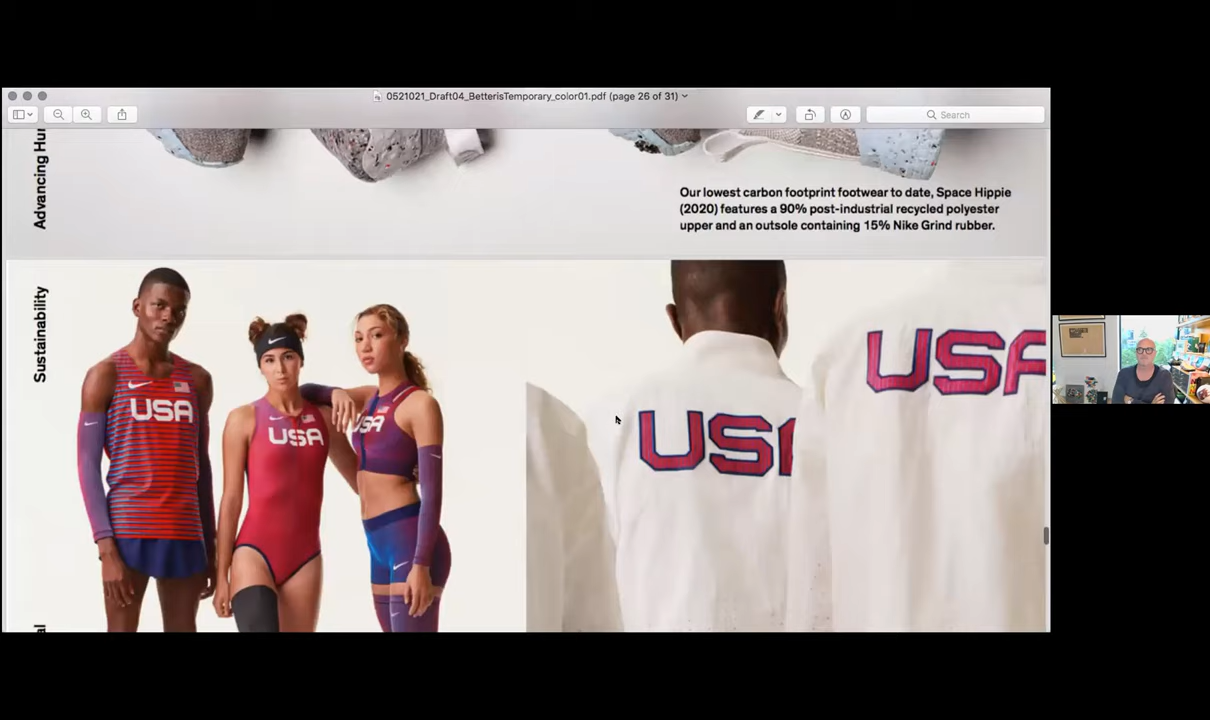 0521021_Draft04_BetterisTemporary_color01.pdf (page 26 of 31)
Search
Advancing Hu
Our lowest carbon footprint footwear to date, Space Hippie
(2020) features a 90% post-industrial recycled polyester
upper and an outsole containing 15% Nike Grind rubber.
Sustainability
USA
USA
USA
USA
USA
al